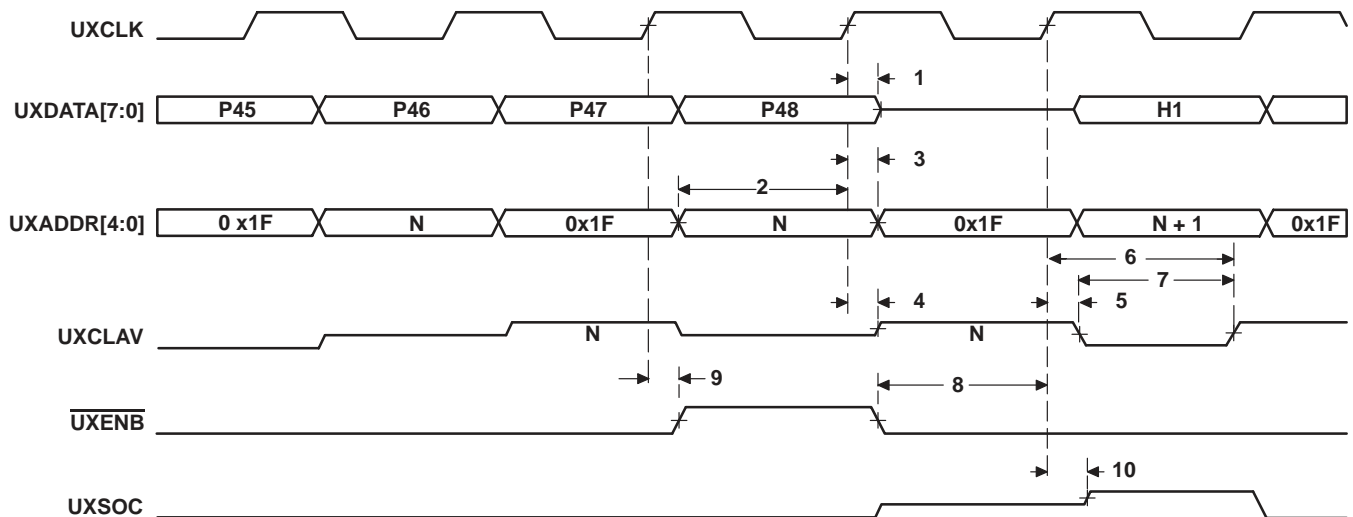 UXCLK
1
UXDATA[7:0] P45 P46 P47 P48 H1
3
2
UXADDR[4:0] 0 x1F N 0x1F N 0x1F N + 1 0x1F
6
7
4 5
UXCLAV N N
9 8
UXENB
10
UXSOC